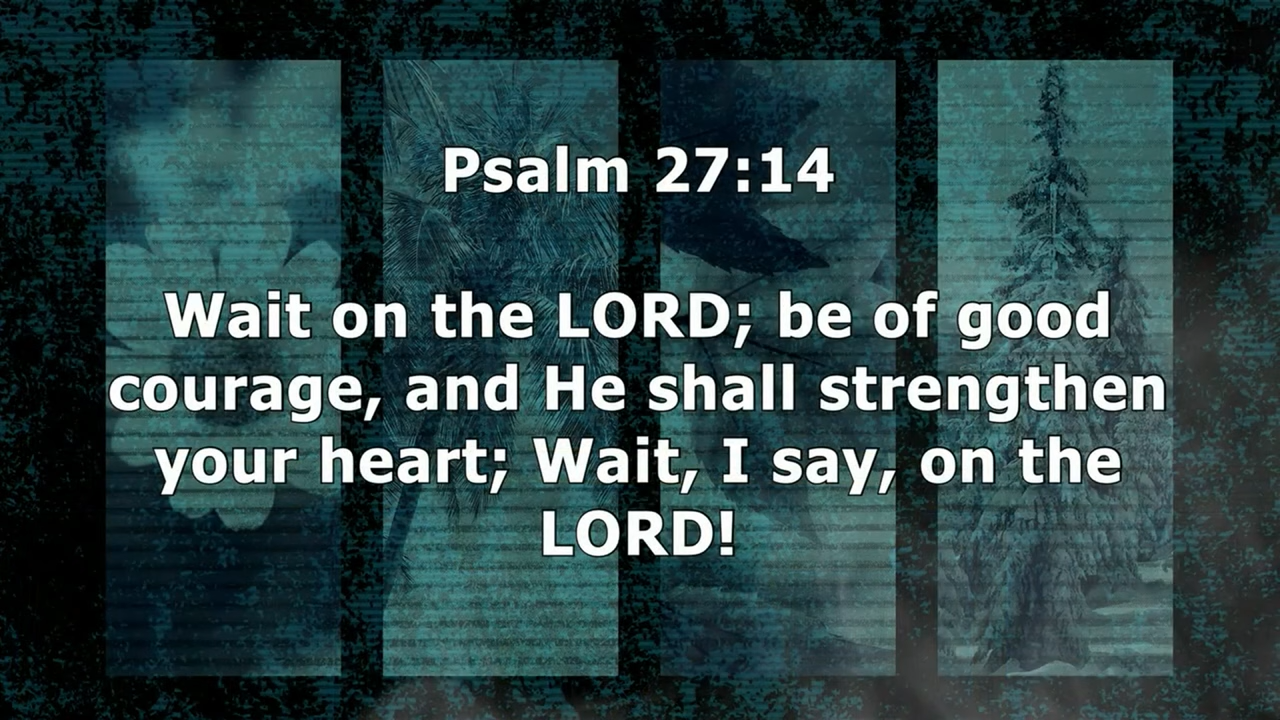 Psalm 27:14
Wait on the LORD; be of good
courage, and He shall strengthen
your heart; Wait, I say, on the
LORD!